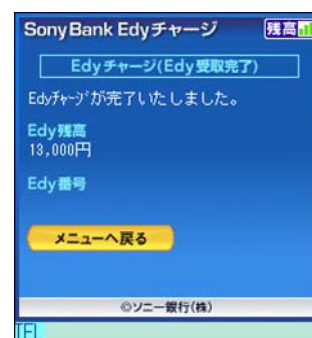 SonyBank Edyチャージ 残高
Edyチャージ(Edy受取完了)
Edyﾁｬｰｼﾞが完了いたしました。
Edy残高
13,000円
Edy番号
メニューへ戻る
©ソニー銀行(株)
TEL